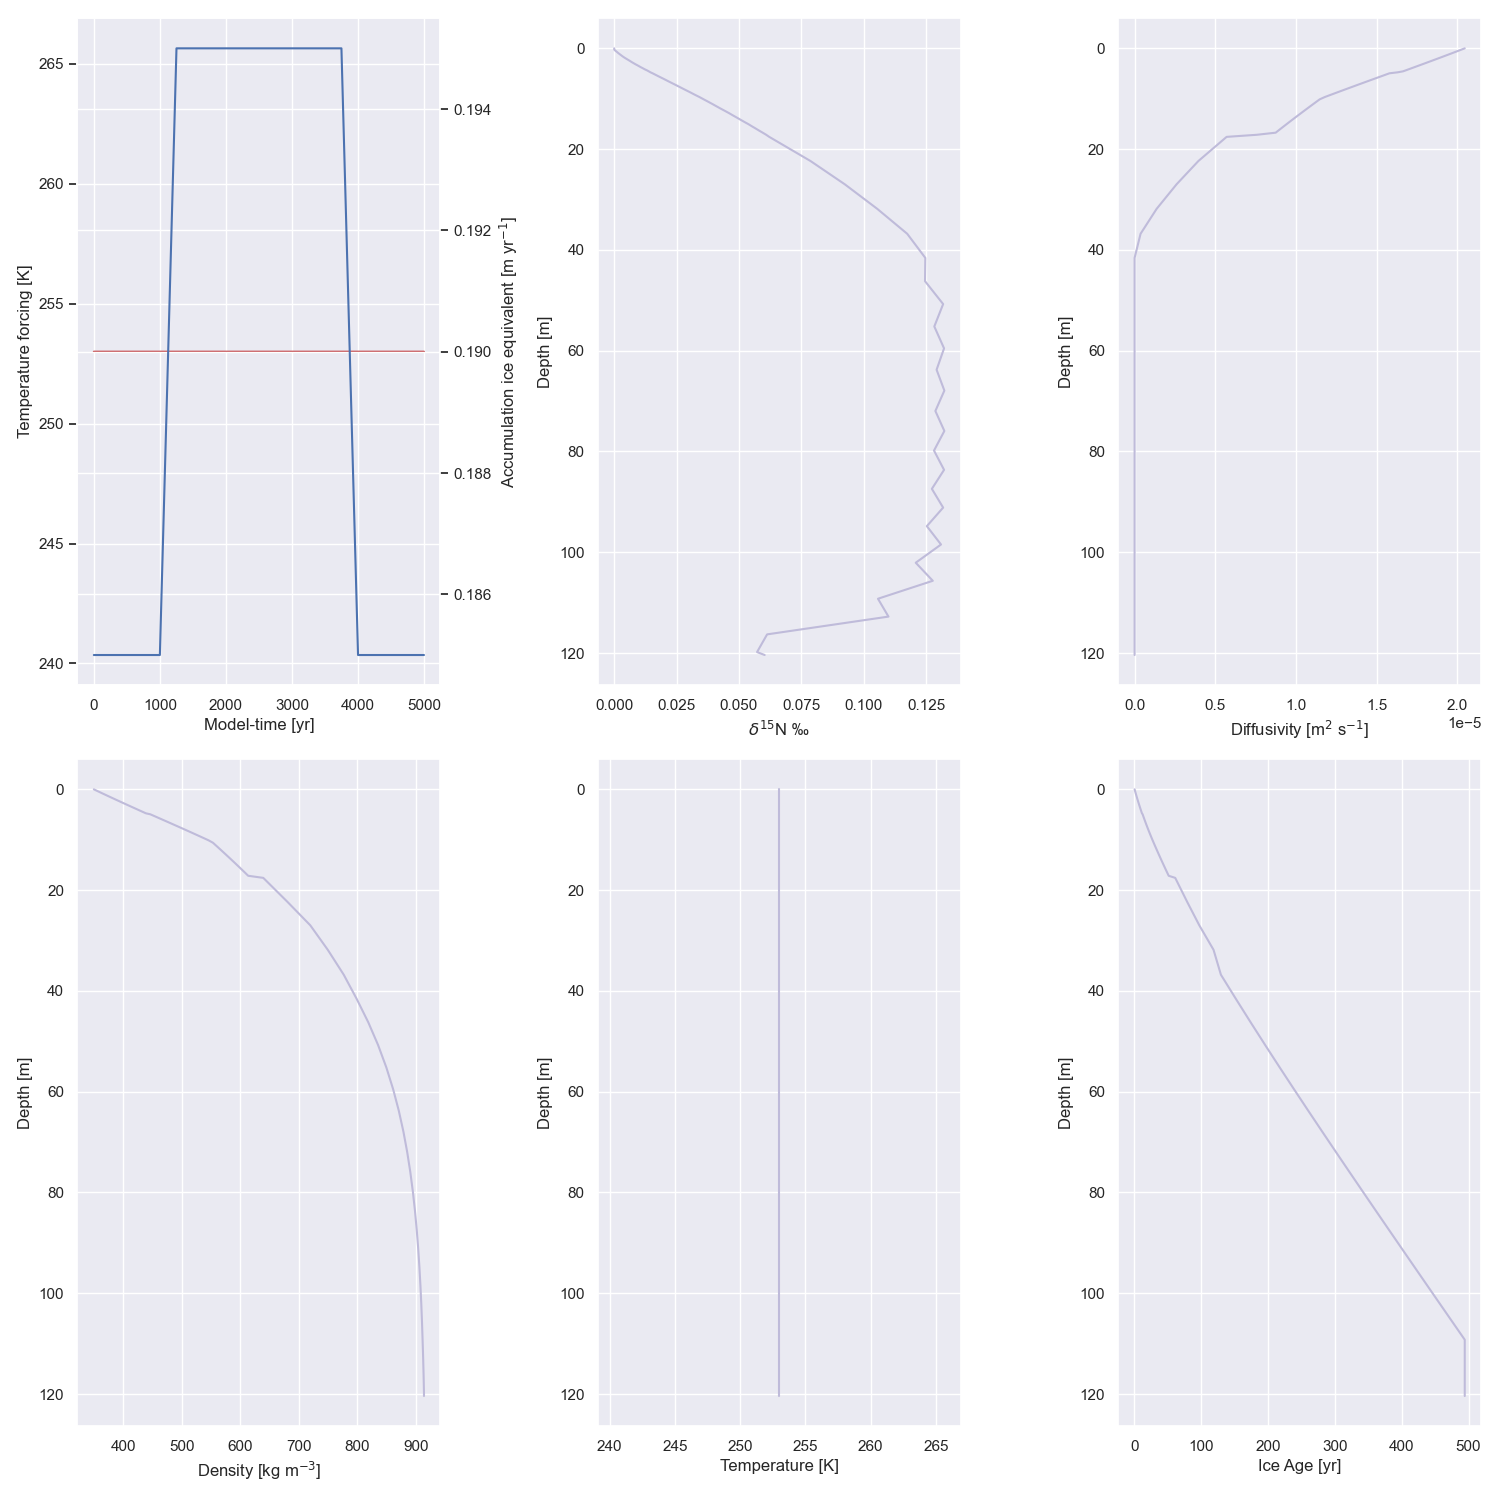 265
260
255
250
245
240
Temperature forcing [K]
0.194
0.192
0.190
0.188
0.186
Accumulation ice equivalent [m yr⁻¹]
0 1000 2000 3000 4000 5000
Model-time [yr]
0
20
40
60
80
100
120
Depth [m]
0.000 0.025 0.050 0.075 0.100 0.125
δ¹⁵N ‰
0
20
40
60
80
100
120
Depth [m]
0.0 0.5 1.0 1.5 2.0
1e−5
Diffusivity [m² s⁻¹]
0
20
40
60
80
100
120
Depth [m]
400 500 600 700 800 900
Density [kg m⁻³]
0
20
40
60
80
100
120
Depth [m]
240 245 250 255 260 265
Temperature [K]
0
20
40
60
80
100
120
Depth [m]
0 100 200 300 400 500
Ice Age [yr]